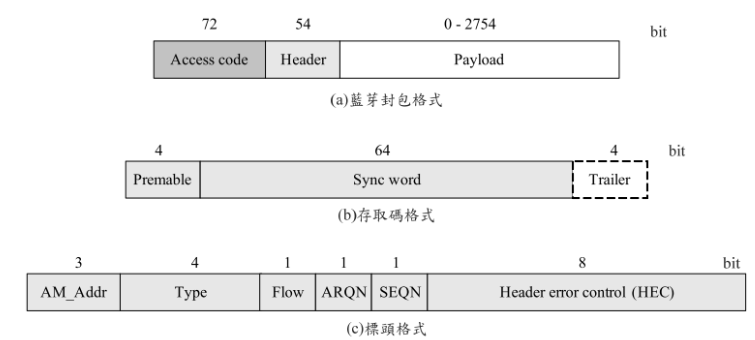 72 54 0 - 2754 bit
Access code Header Payload
(a)藍芽封包格式
4 64 4 bit
Premable Sync word Trailer
(b)存取碼格式
3 4 1 1 1 8 bit
AM_Addr Type Flow ARQN SEQN Header error control (HEC)
(c)標頭格式